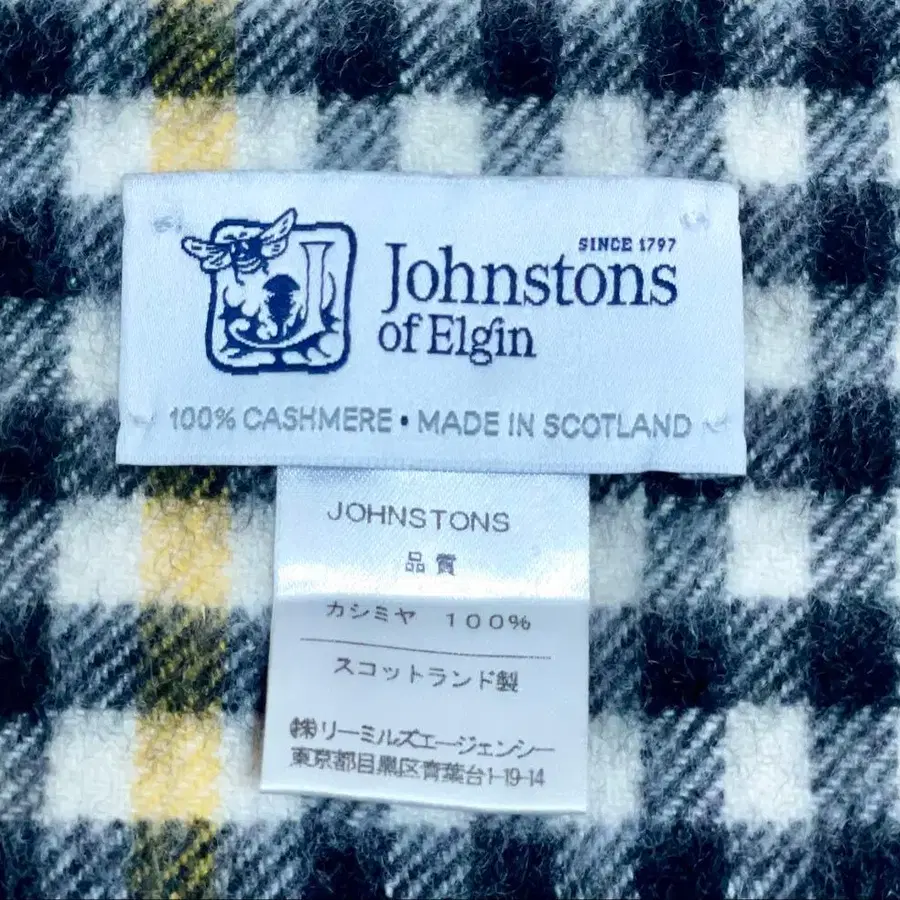 SINCE 1797
Johnstons
of Elgin
100% CASHMERE • MADE IN SCOTLAND
JOHNSTONS
品質
カシミヤ 100%
スコットランド製
㈱リーミルズエージェンシー
東京都目黒区青葉台1-19-14